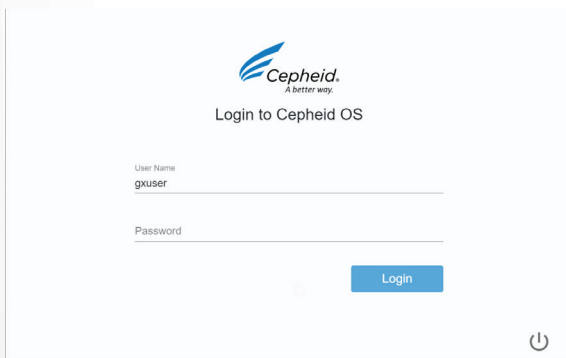 Cepheid.
A better way.
Login to Cepheid OS
User Name
gxuser
Password
Login